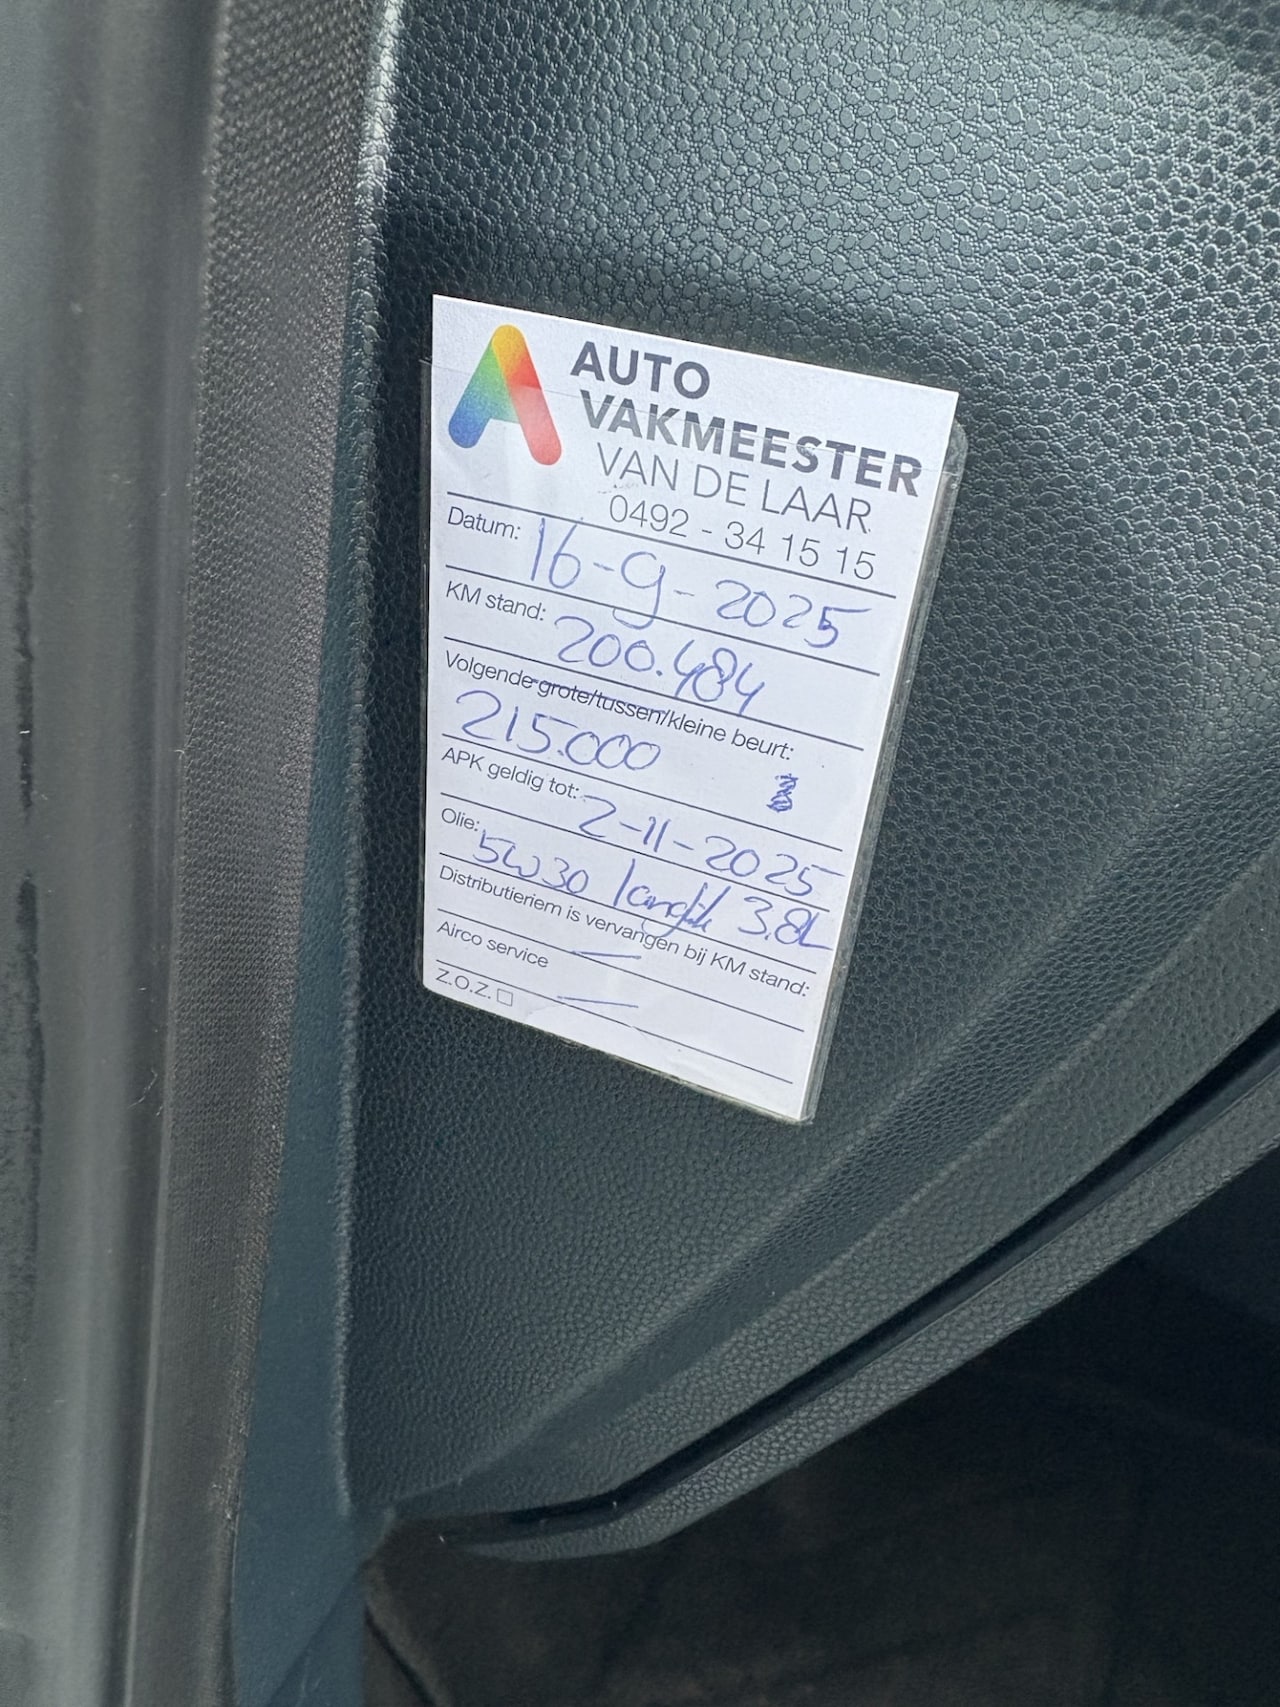 AUTO
VAKMEESTER
VAN DE LAAR
0492 - 34 15 15
Datum: 16-9-2025
KM stand: 200.484
Volgende grote/tussen/kleine beurt:
215.000
APK geldig tot: 2-11-2025
Olie: 5W30 longlife 3.8L
Distributieriem is vervangen bij KM stand:
Airco service
Z.O.Z.